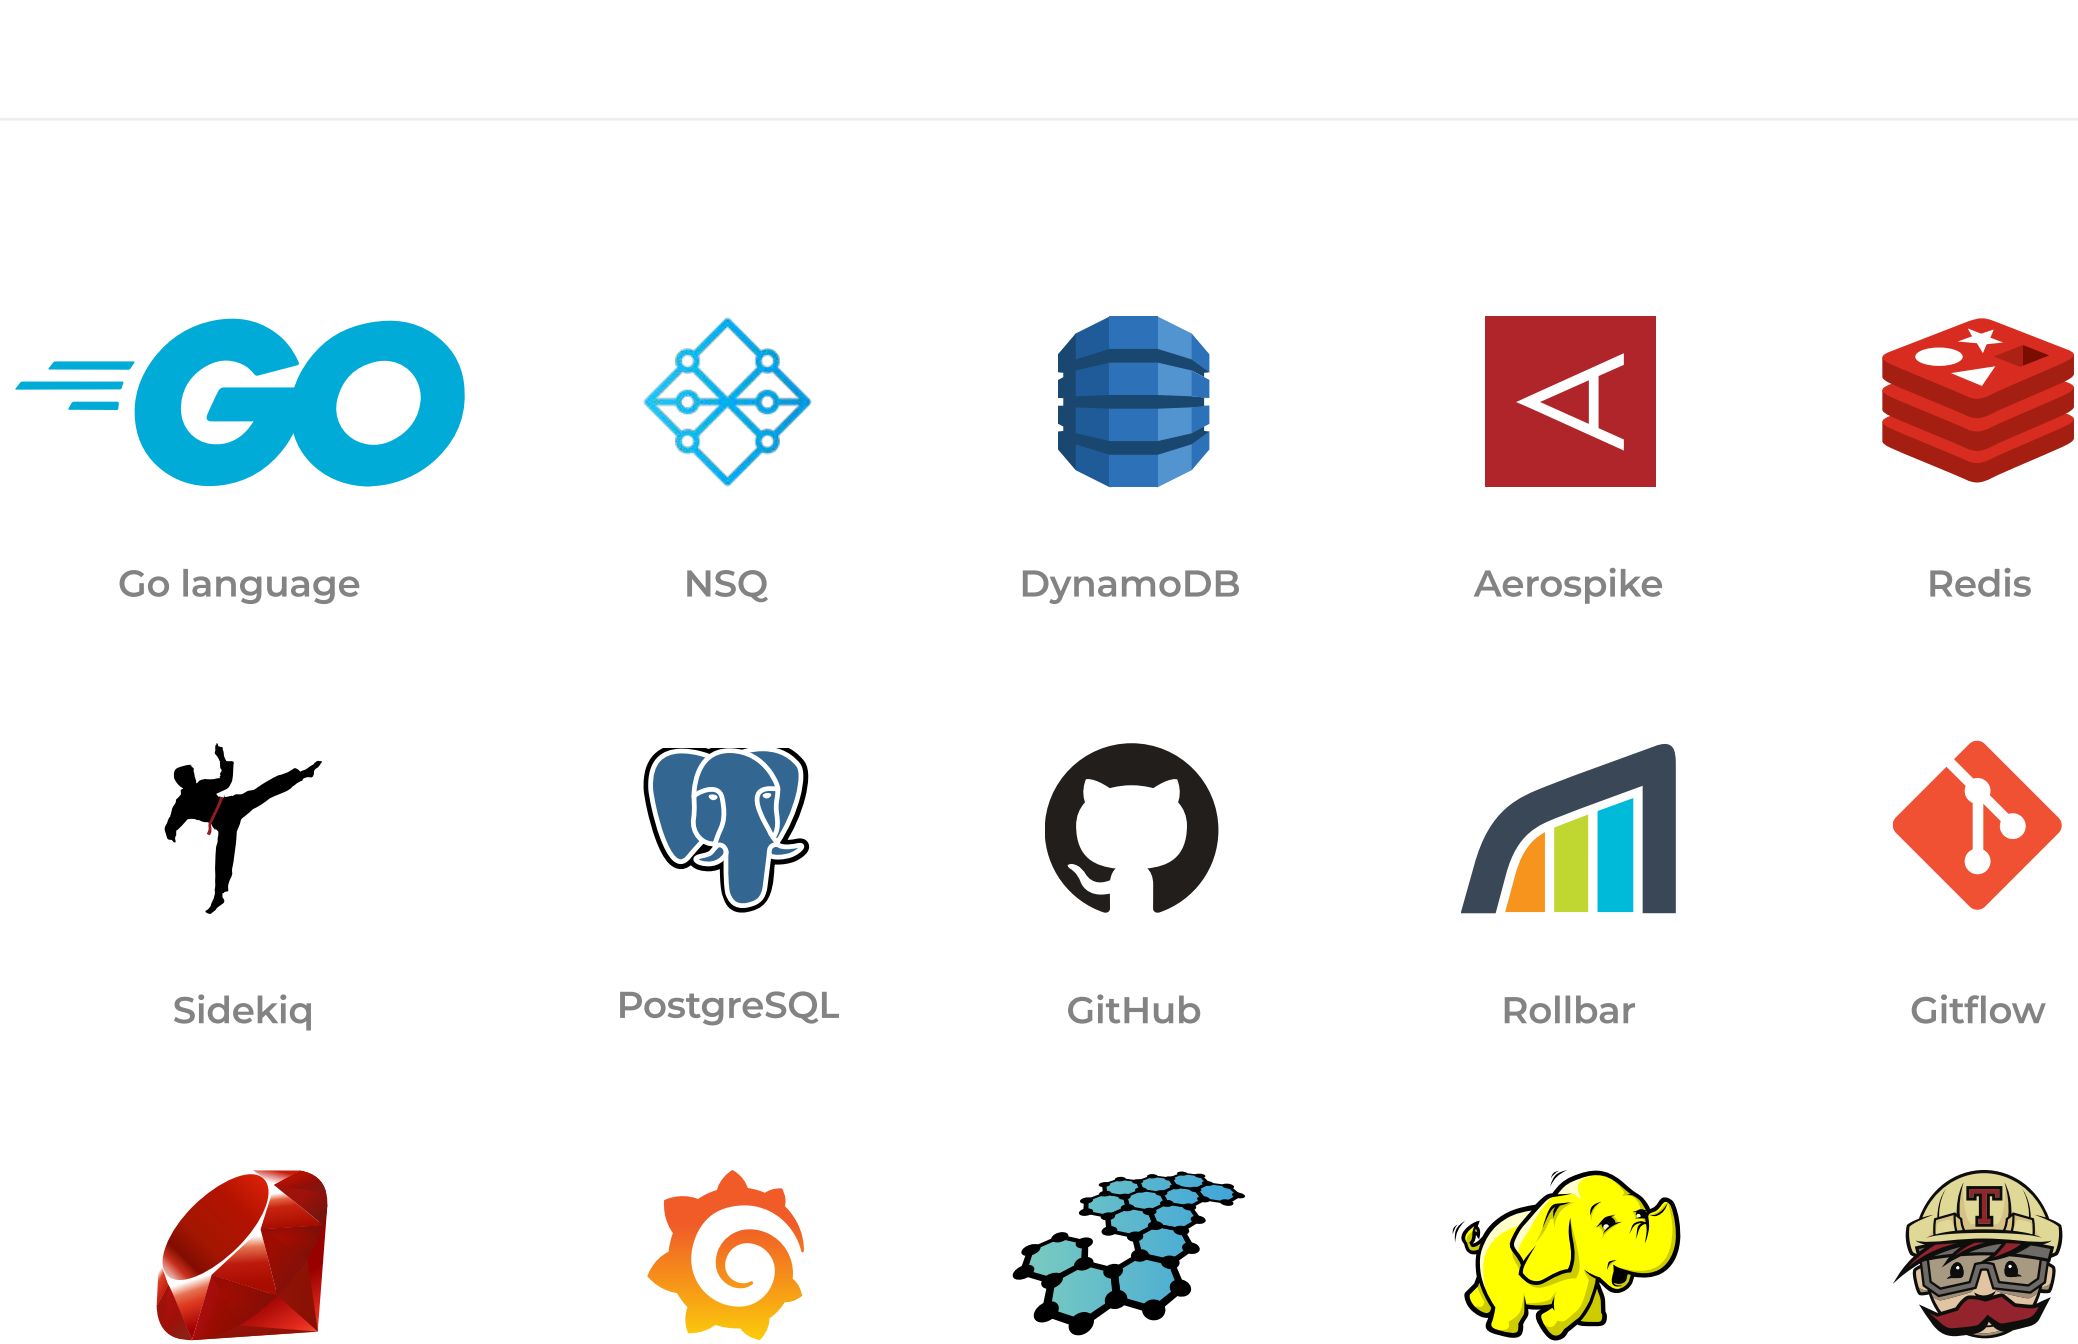 GO
Go language
NSQ
DynamoDB
A
Aerospike
Redis
Sidekiq
PostgreSQL
GitHub
Rollbar
Gitflow
T